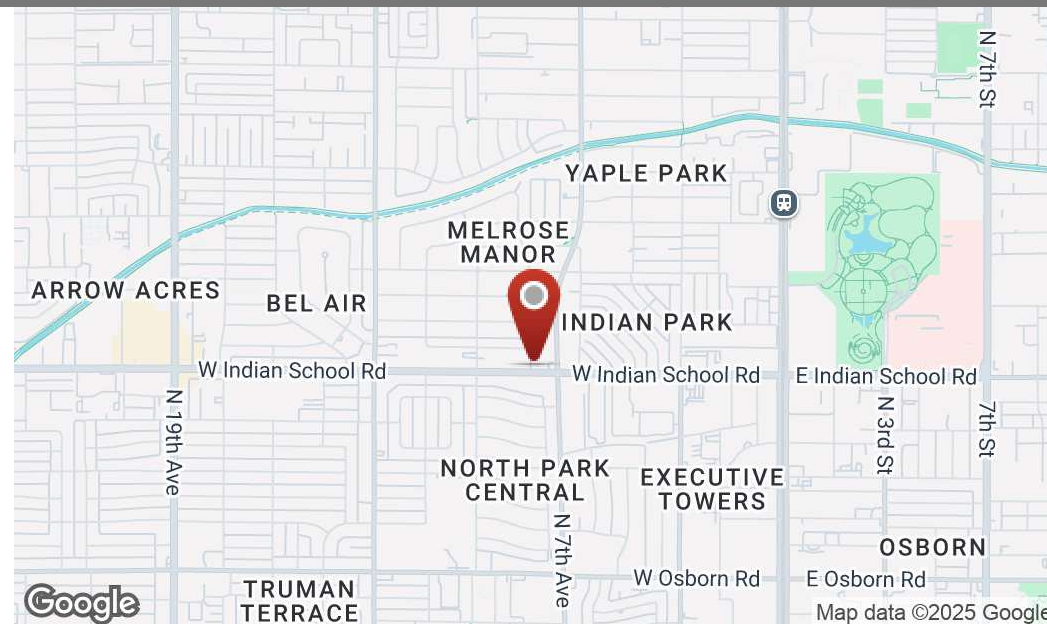 N 7th St
YAPLE PARK
MELROSE
MANOR
ARROW ACRES
BEL AIR
INDIAN PARK
W Indian School Rd
W Indian School Rd
E Indian School Rd
N 19th Ave
N 3rd St
7th St
NORTH PARK
CENTRAL
EXECUTIVE
TOWERS
N 7th Ave
OSBORN
W Osborn Rd
E Osborn Rd
TRUMAN
TERRACE
Google
Map data ©2025 Google